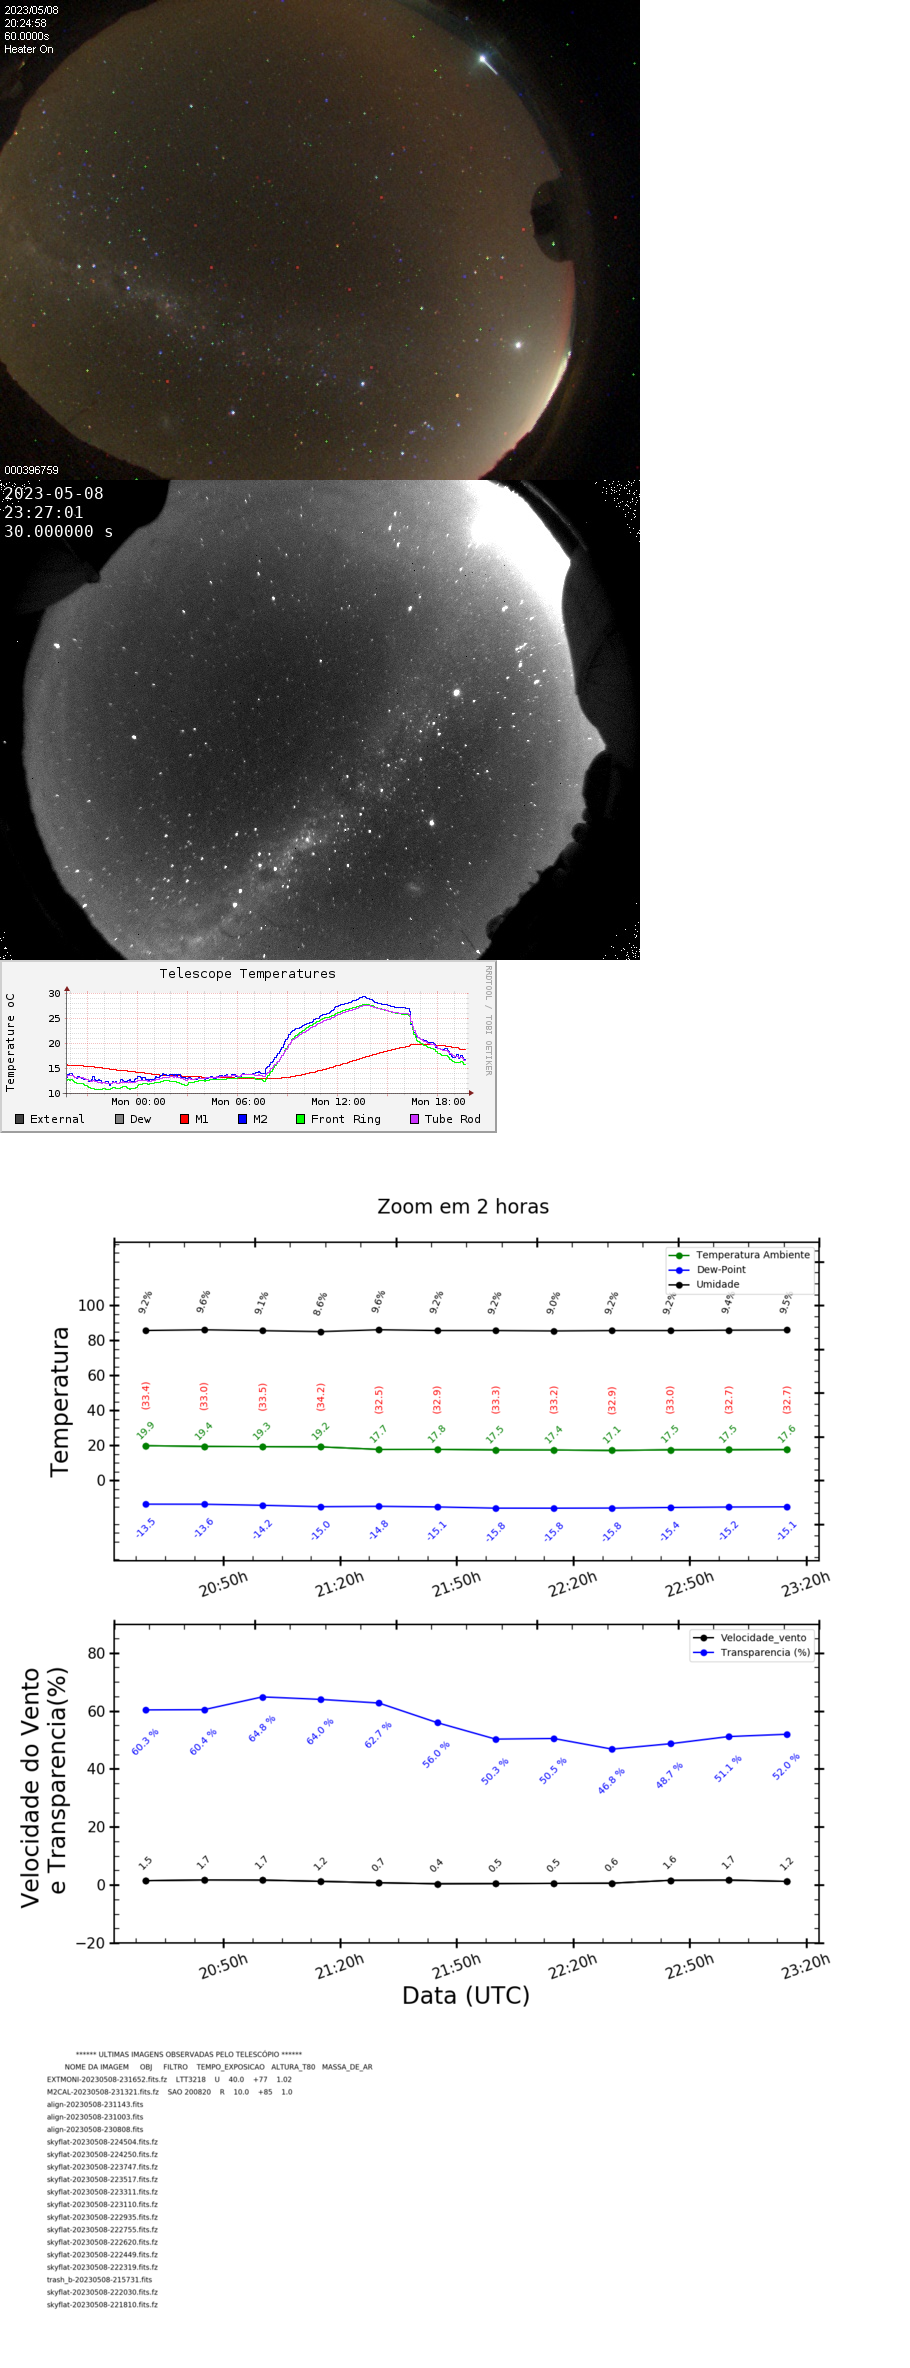 2023/05/08
20:24:58
60.0000s
Heater On
000396759
2023-05-08
23:27:01
30.000000 s
Telescope Temperatures
RRDTOOL / TOBI OETIKER
Temperature oC
30
25
20
15
10
Mon 00:00 Mon 06:00 Mon 12:00 Mon 18:00
External Dew M1 M2 Front Ring Tube Rod
Zoom em 2 horas
Temperatura Ambiente
Dew-Point
Umidade
Temperatura
100
80
60
40
20
0
9.2% 9.6% 9.1% 8.6% 9.6% 9.2% 9.2% 9.0% 9.2% 9.2% 9.4% 9.5%
(33.4) (33.0) (33.5) (34.2) (32.5) (32.9) (33.3) (33.2) (32.9) (33.0) (32.7) (32.7)
19.9 19.4 19.3 19.2 17.7 17.8 17.5 17.4 17.1 17.5 17.5 17.6
-13.5 -13.6 -14.2 -15.0 -14.8 -15.1 -15.8 -15.8 -15.8 -15.4 -15.2 -15.1
20:50h 21:20h 21:50h 22:20h 22:50h 23:20h
Velocidade_vento
Transparencia (%)
Velocidade do Vento
e Transparencia(%)
80
60
40
20
0
−20
60.3 % 60.4 % 64.8 % 64.0 % 62.7 % 56.0 % 50.3 % 50.5 % 46.8 % 48.7 % 51.1 % 52.0 %
1.5 1.7 1.7 1.2 0.7 0.4 0.5 0.5 0.6 1.6 1.7 1.2
20:50h 21:20h 21:50h 22:20h 22:50h 23:20h
Data (UTC)
****** ULTIMAS IMAGENS OBSERVADAS PELO TELESCÓPIO ******
NOME DA IMAGEM OBJ FILTRO TEMPO_EXPOSICAO ALTURA_T80 MASSA_DE_AR
EXTMONI-20230508-231652.fits.fz LTT3218 U 40.0 +77 1.02
M2CAL-20230508-231321.fits.fz SAO 200820 R 10.0 +85 1.0
align-20230508-231143.fits
align-20230508-231003.fits
align-20230508-230808.fits
skyflat-20230508-224504.fits.fz
skyflat-20230508-224250.fits.fz
skyflat-20230508-223747.fits.fz
skyflat-20230508-223517.fits.fz
skyflat-20230508-223311.fits.fz
skyflat-20230508-223110.fits.fz
skyflat-20230508-222935.fits.fz
skyflat-20230508-222755.fits.fz
skyflat-20230508-222620.fits.fz
skyflat-20230508-222449.fits.fz
skyflat-20230508-222319.fits.fz
trash_b-20230508-215731.fits
skyflat-20230508-222030.fits.fz
skyflat-20230508-221810.fits.fz